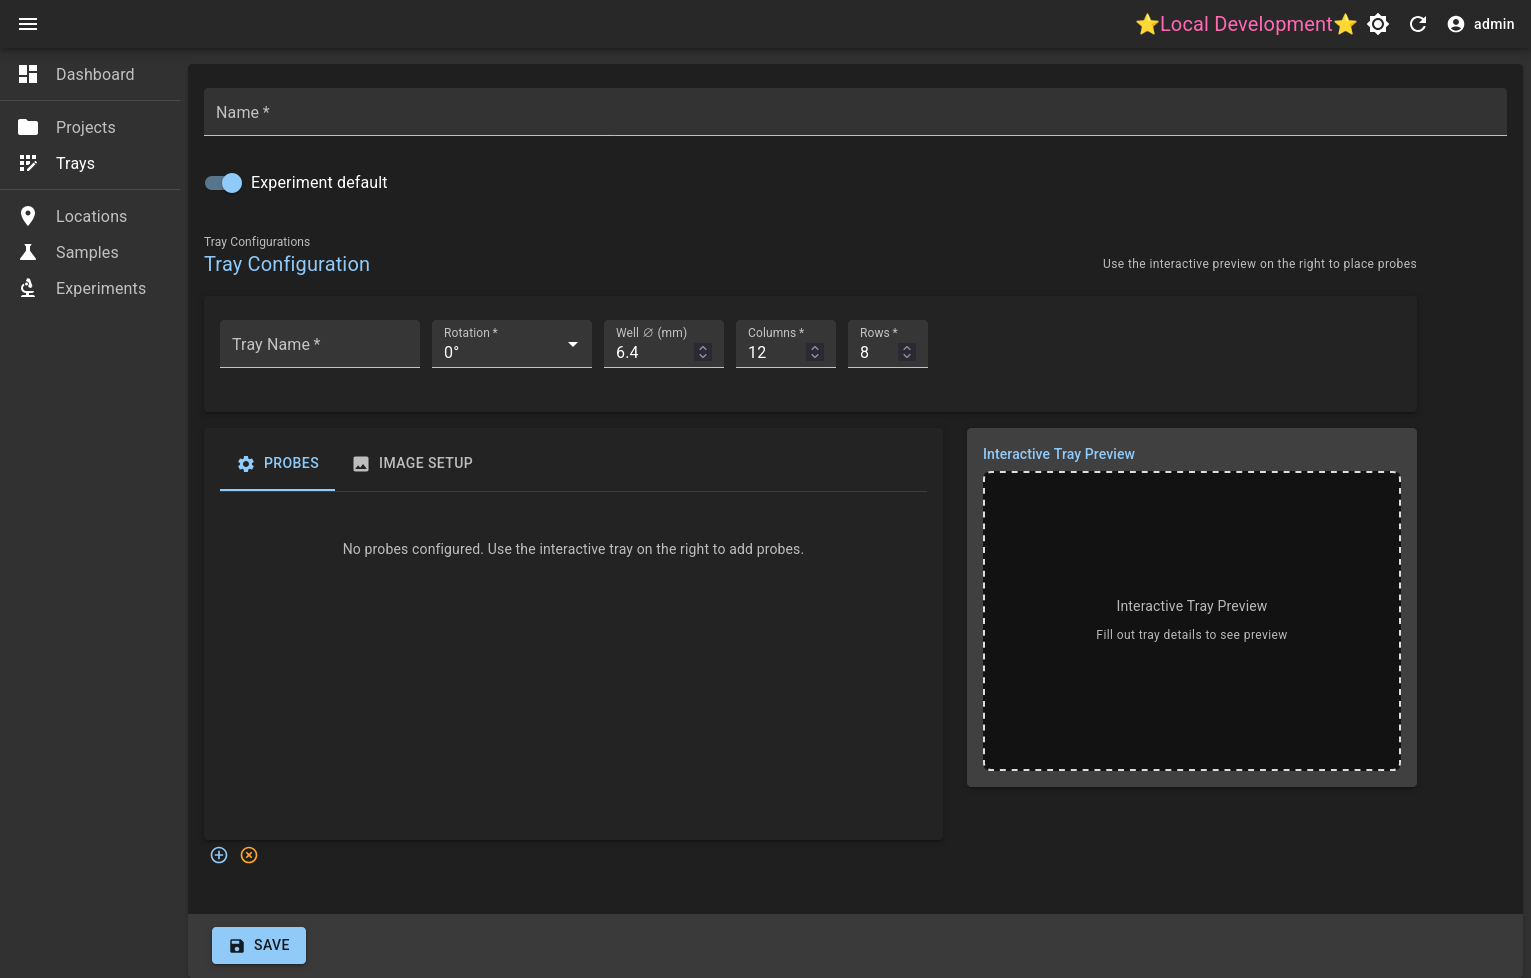 ⭐Local Development⭐
admin
Dashboard
Projects
Trays
Locations
Samples
Experiments
Name *
Experiment default
Tray Configurations
Tray Configuration
Use the interactive preview on the right to place probes
Tray Name *
Rotation *
0°
Well ∅ (mm)
6.4
Columns *
12
Rows *
8
PROBES
IMAGE SETUP
No probes configured. Use the interactive tray on the right to add probes.
Interactive Tray Preview
Interactive Tray Preview
Fill out tray details to see preview
SAVE